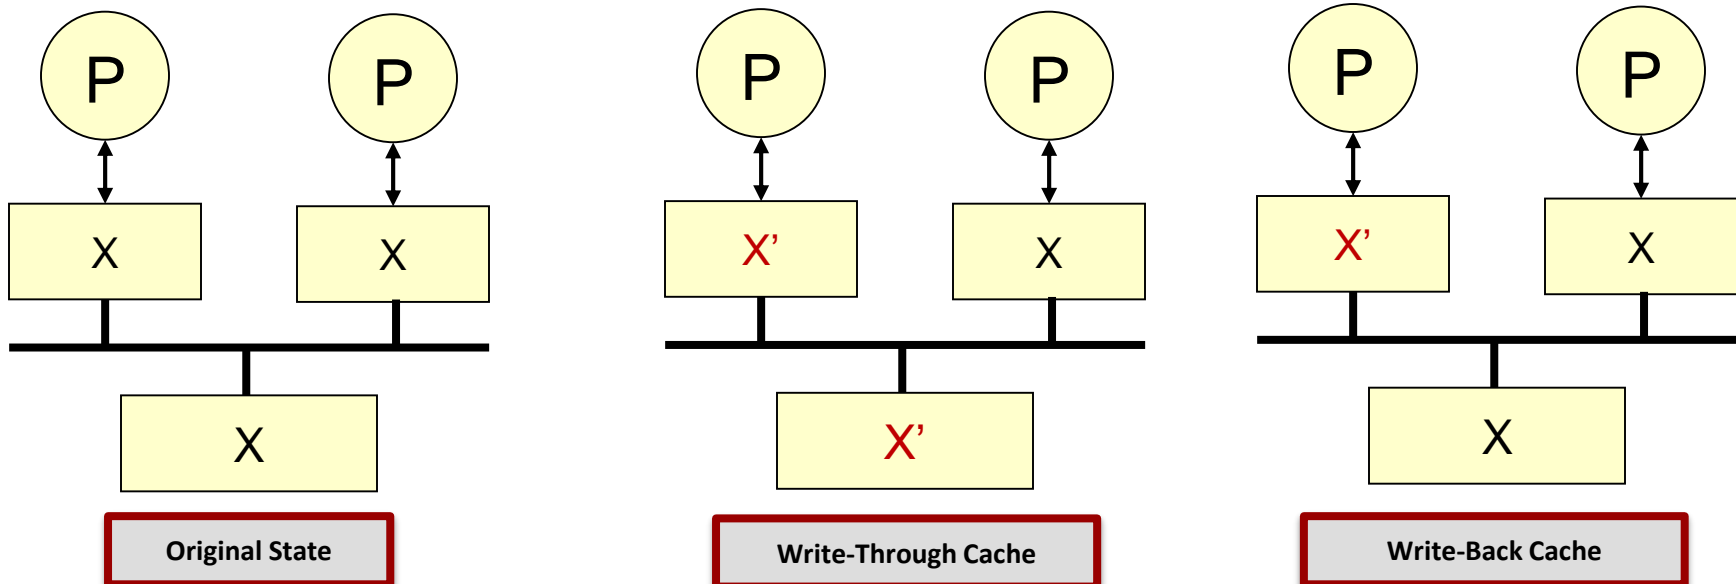 P P P P P P
X X X' X X' X
X X' X
Original State Write-Through Cache Write-Back Cache